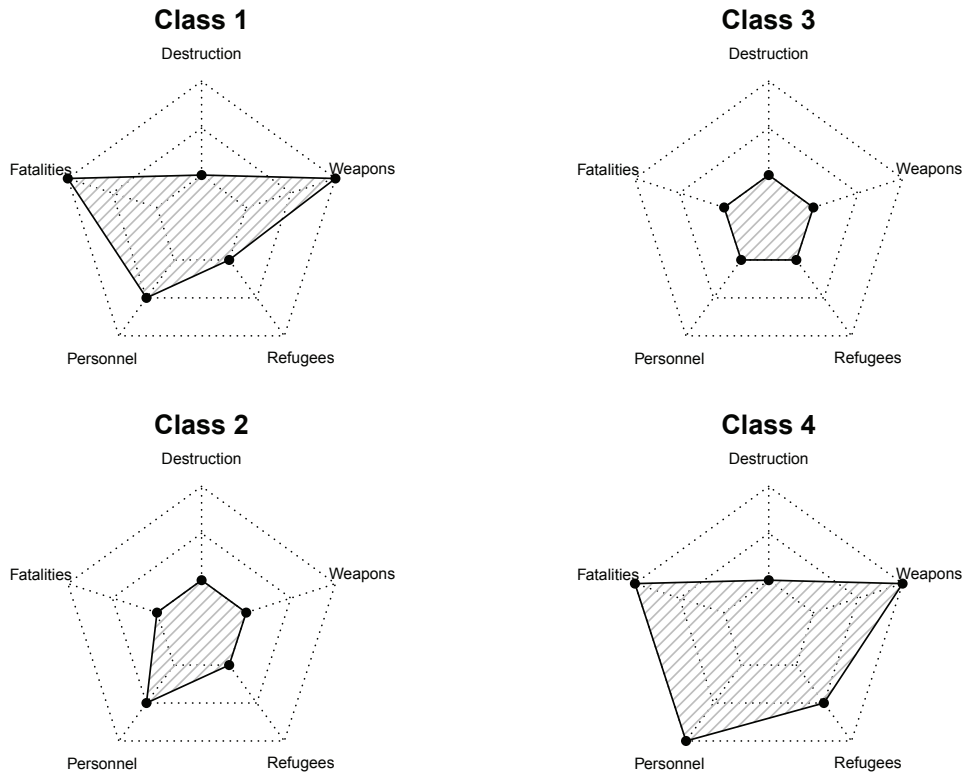 Class 1
Destruction
Fatalities
Weapons
Personnel
Refugees
Class 3
Destruction
Fatalities
Weapons
Personnel
Refugees
Class 2
Destruction
Fatalities
Weapons
Personnel
Refugees
Class 4
Destruction
Fatalities
Weapons
Personnel
Refugees